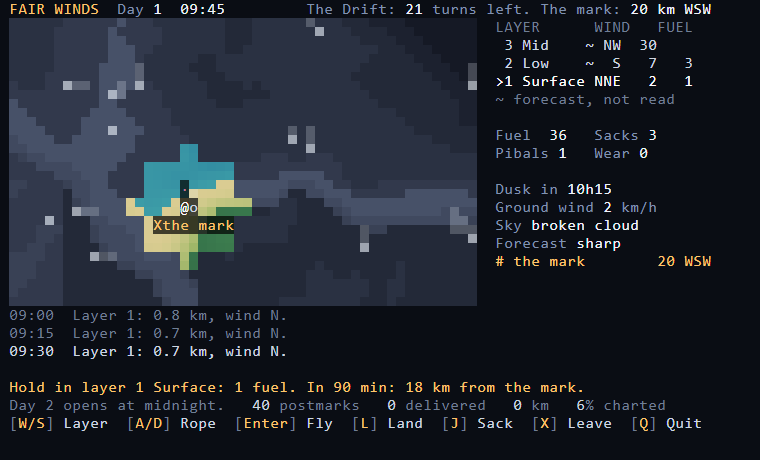 FAIR WINDS  Day 1  09:45  The Drift: 21 turns left. The mark: 20 km WSW
LAYER  WIND  FUEL
3 Mid  ~ NW  30
2 Low  ~ S  7  3
>1 Surface NNE  2  1
~ forecast, not read
Fuel  36  Sacks 3
Pibals 1  Wear 0
Dusk in 10h15
Ground wind 2 km/h
Sky broken cloud
Forecast sharp
# the mark  20 WSW
@o
Xthe mark
09:00  Layer 1: 0.8 km, wind N.
09:15  Layer 1: 0.7 km, wind N.
09:30  Layer 1: 0.7 km, wind N.
Hold in layer 1 Surface: 1 fuel. In 90 min: 18 km from the mark.
Day 2 opens at midnight.  40 postmarks  0 delivered  0 km  6% charted
[W/S] Layer  [A/D] Rope  [Enter] Fly  [L] Land  [J] Sack  [X] Leave  [Q] Quit